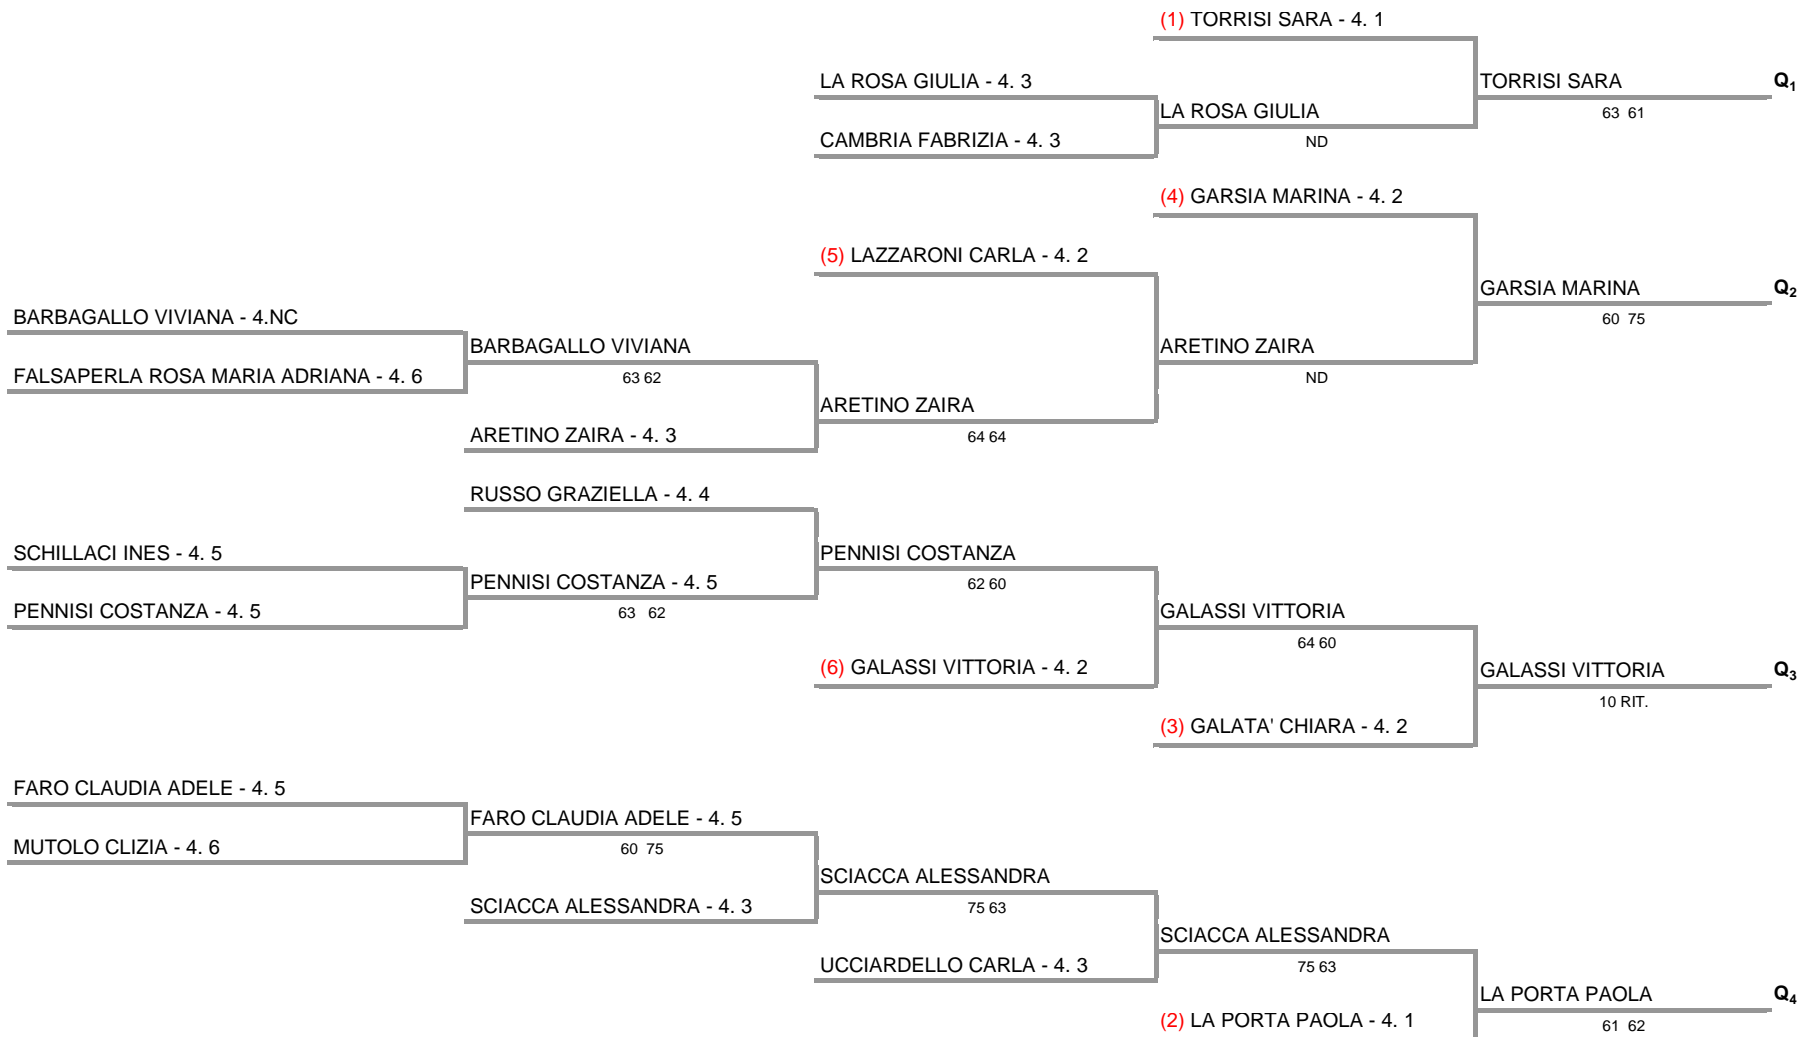 (1) TORRISI SARA - 4. 1
LA ROSA GIULIA - 4. 3
TORRISI SARA
Q1
LA ROSA GIULIA
63 61
CAMBRIA FABRIZIA - 4. 3
ND
(4) GARSIA MARINA - 4. 2
(5) LAZZARONI CARLA - 4. 2
GARSIA MARINA
Q2
BARBAGALLO VIVIANA - 4.NC
60 75
BARBAGALLO VIVIANA
ARETINO ZAIRA
FALSAPERLA ROSA MARIA ADRIANA - 4. 6
63 62
ND
ARETINO ZAIRA
ARETINO ZAIRA - 4. 3
64 64
RUSSO GRAZIELLA - 4. 4
SCHILLACI INES - 4. 5
PENNISI COSTANZA
PENNISI COSTANZA - 4. 5
62 60
PENNISI COSTANZA - 4. 5
63 62
GALASSI VITTORIA
64 60
(6) GALASSI VITTORIA - 4. 2
GALASSI VITTORIA
Q3
10 RIT.
(3) GALATA' CHIARA - 4. 2
FARO CLAUDIA ADELE - 4. 5
FARO CLAUDIA ADELE - 4. 5
MUTOLO CLIZIA - 4. 6
60 75
SCIACCA ALESSANDRA
SCIACCA ALESSANDRA - 4. 3
75 63
SCIACCA ALESSANDRA
UCCIARDELLO CARLA - 4. 3
75 63
LA PORTA PAOLA
Q4
(2) LA PORTA PAOLA - 4. 1
61 62